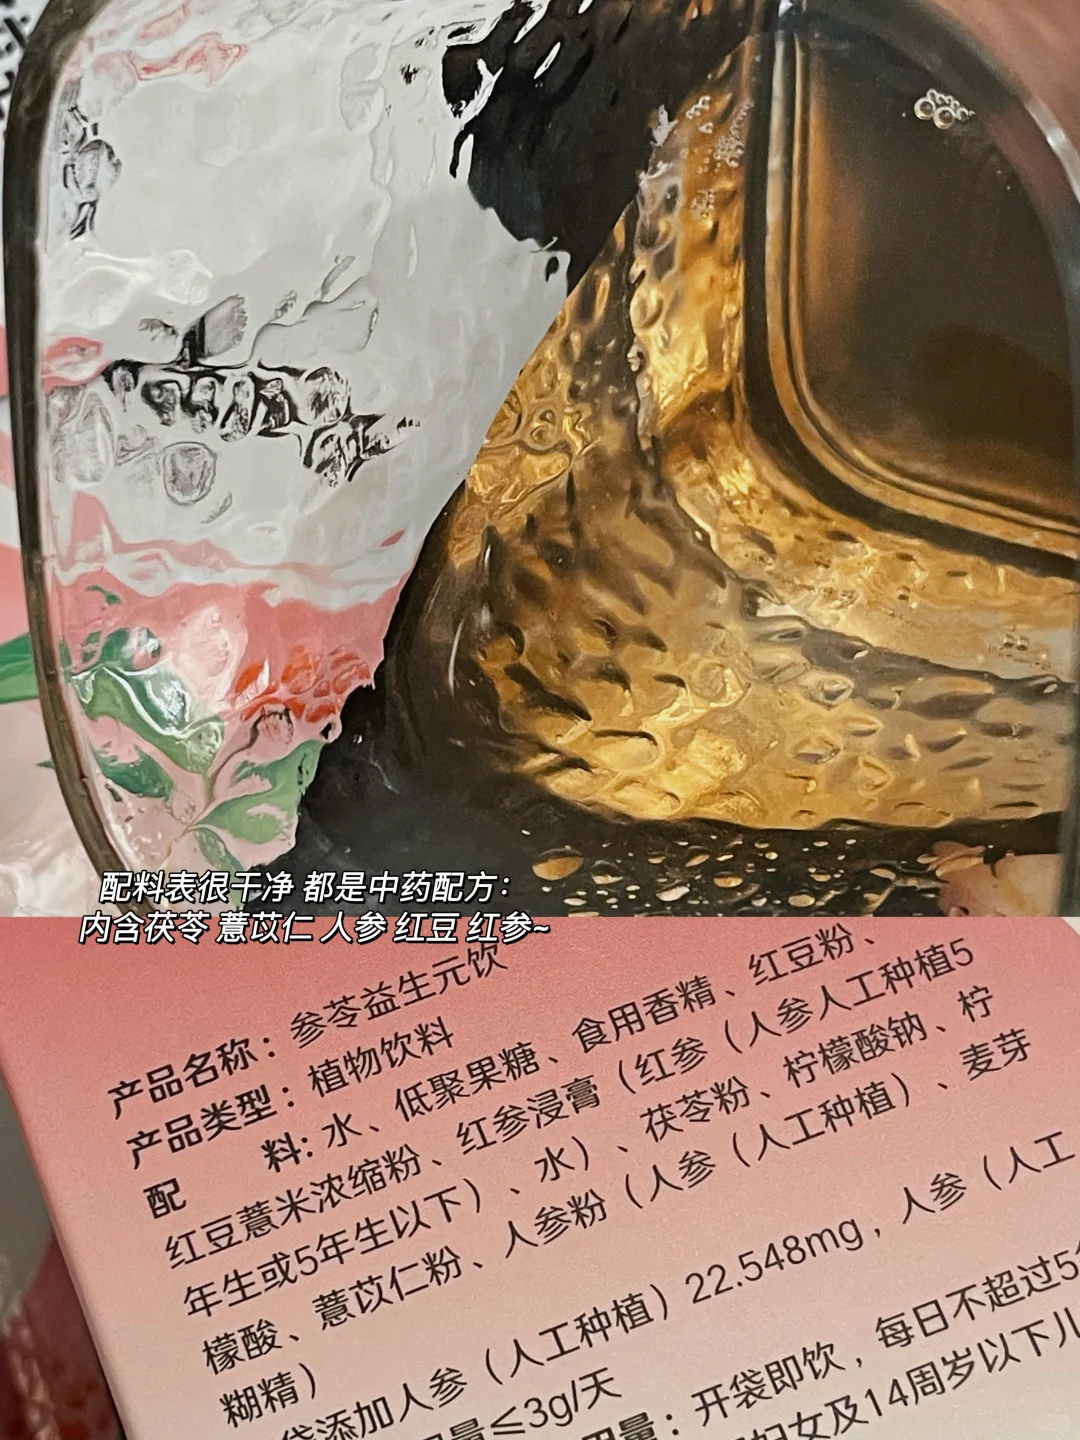 配料表很干净 都是中药配方：
内含茯苓 薏苡仁 人参 红豆 红参~
产品名称：参苓益生元饮
产品类型：植物饮料
配 料：水、低聚果糖、食用香精、红豆粉、
红豆薏米浓缩粉、红参浸膏（红参（人参人工种植5
年生或5年生以下）、水）、茯苓粉、柠檬酸钠、柠
檬酸、薏苡仁粉、人参粉（人参（人工种植）、麦芽
糊精）
袋添加人参（人工种植）22.548mg，人参（人工
用量≤3g/天
用量：开袋即饮，每日不超过5
妇女及14周岁以下儿